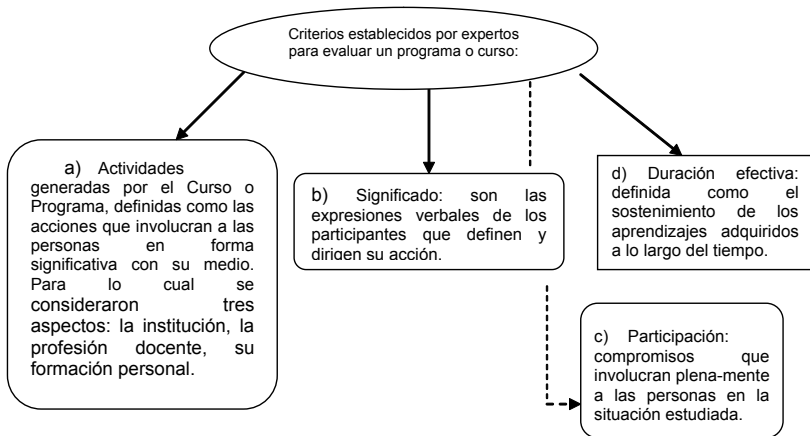 Criterios establecidos por expertos
para evaluar un programa o curso:
a) Actividades
generadas por el Curso o
Programa, definidas como las
acciones que involucran a las
personas en forma
significativa con su medio.
Para lo cual se
consideraron tres
aspectos: la institución, la
profesión docente, su
formación personal.
b) Significado: son las
expresiones verbales de los
participantes que definen y
dirigen su acción.
d) Duración efectiva:
definida como el
sostenimiento de los
aprendizajes adquiridos
a lo largo del tiempo.
c) Participación:
compromisos que
involucran plena-mente
a las personas en la
situación estudiada.